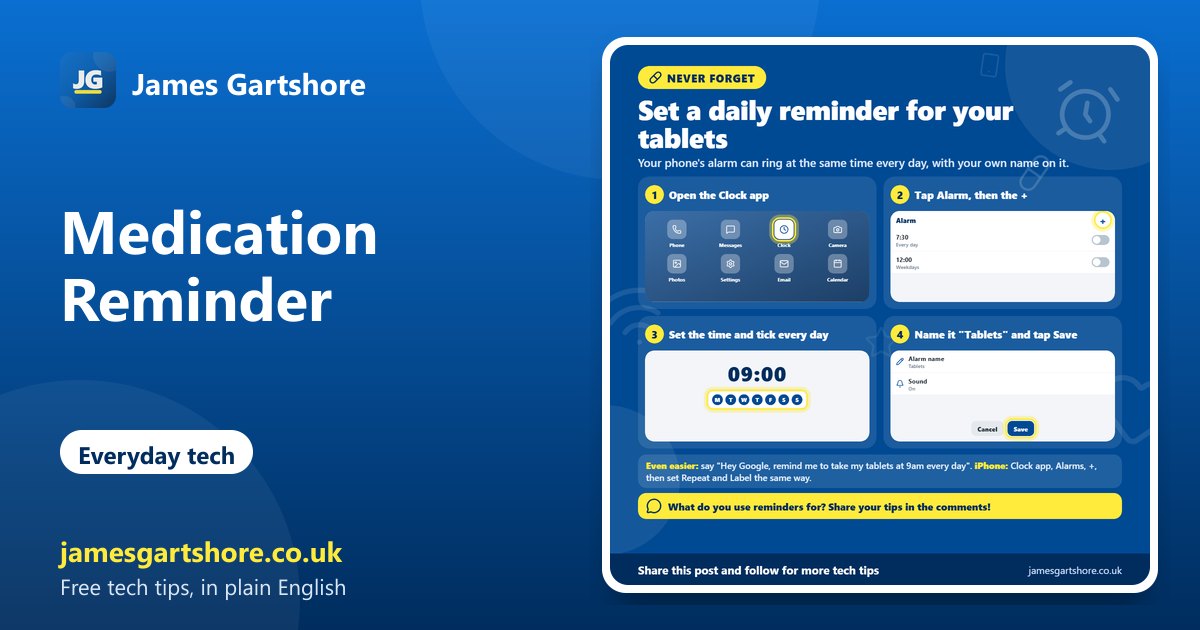 JG
James Gartshore
Medication
Reminder
Everyday tech
jamesgartshore.co.uk
Free tech tips, in plain English
NEVER FORGET
Set a daily reminder for your
tablets
Your phone's alarm can ring at the same time every day, with your own name on it.
1 Open the Clock app
Phone Messages Clock Camera
Photos Settings Email Calendar
2 Tap Alarm, then the +
Alarm +
7:30
Every day
12:00
Weekdays
3 Set the time and tick every day
09:00
M T W T F S S
4 Name it "Tablets" and tap Save
Alarm name
Tablets
Sound
On
Cancel Save
Even easier: say "Hey Google, remind me to take my tablets at 9am every day". iPhone: Clock app, Alarms, +,
then set Repeat and Label the same way.
What do you use reminders for? Share your tips in the comments!
Share this post and follow for more tech tips
jamesgartshore.co.uk